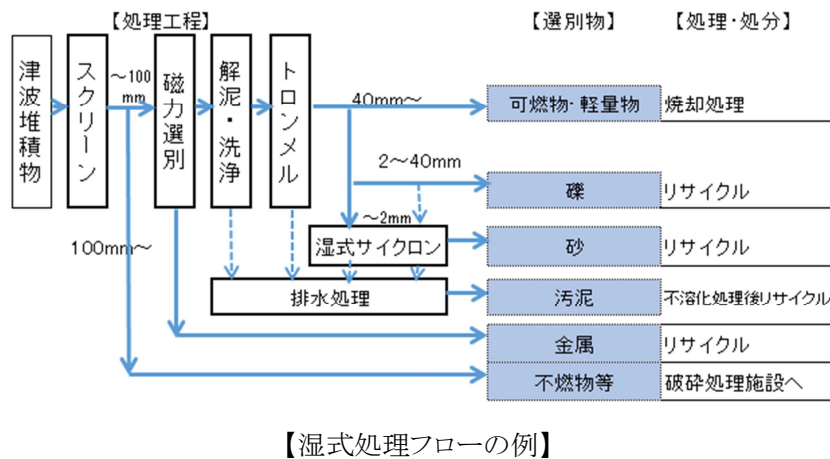 【処理工程】
【選別物】
【処理・処分】
津波堆積物
スクリーン
～100
mm
磁力選別
解泥・洗浄
トロンメル
40mm～
可燃物・軽量物
焼却処理
2～40mm
礫
リサイクル
～2mm
100mm～
湿式サイクロン
砂
リサイクル
排水処理
汚泥
不溶化処理後リサイクル
金属
リサイクル
不燃物等
破砕処理施設へ
【湿式処理フローの例】